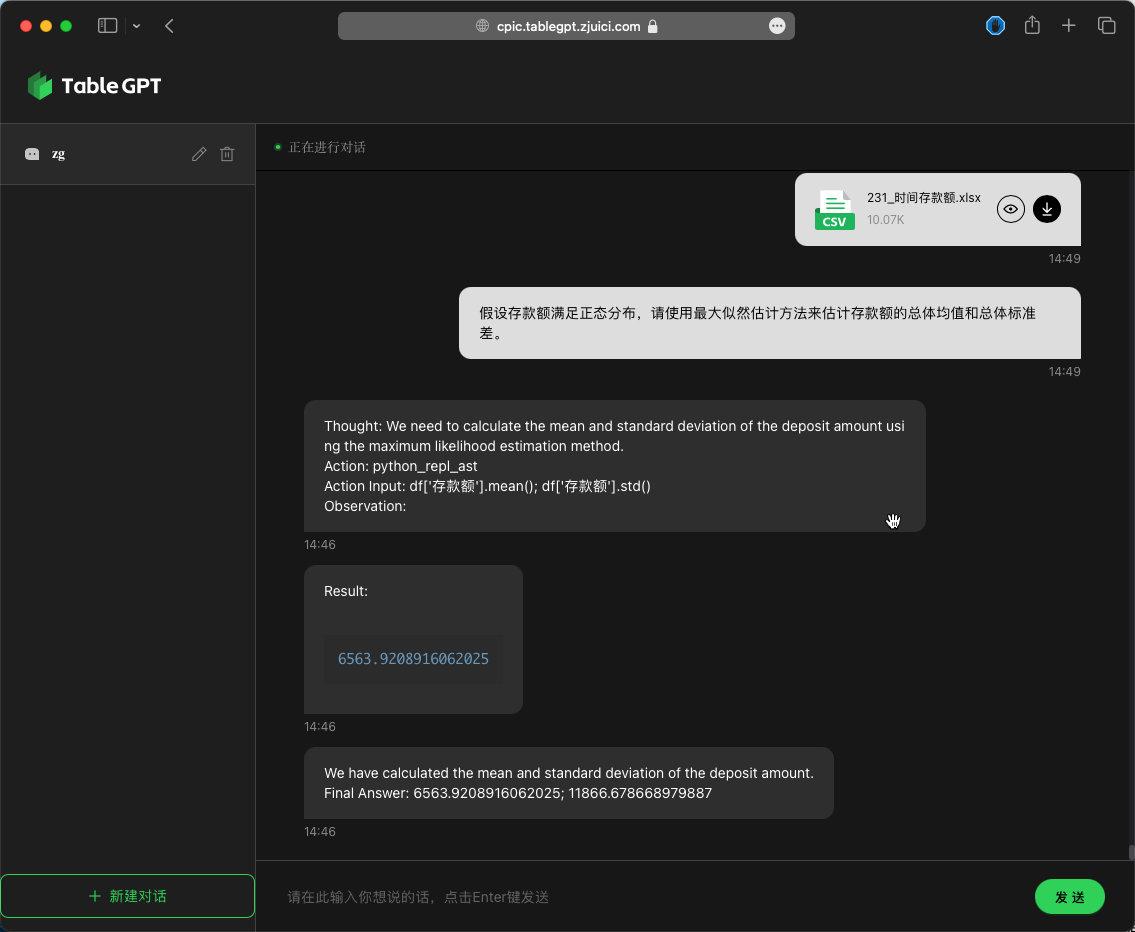 cpic.tablegpt.zjuici.com
TableGPT
zg
正在进行对话
231_时间存款额.xlsx
CSV
10.07K
14:49
假设存款额满足正态分布，请使用最大似然估计方法来估计存款额的总体均值和总体标准
差。
14:49
Thought: We need to calculate the mean and standard deviation of the deposit amount usi
ng the maximum likelihood estimation method.
Action: python_repl_ast
Action Input: df['存款额'].mean(); df['存款额'].std()
Observation:
14:46
Result:
6563.9208916062025
14:46
We have calculated the mean and standard deviation of the deposit amount.
Final Answer: 6563.9208916062025; 11866.678668979887
14:46
新建对话
请在此输入你想说的话，点击Enter键发送
发 送